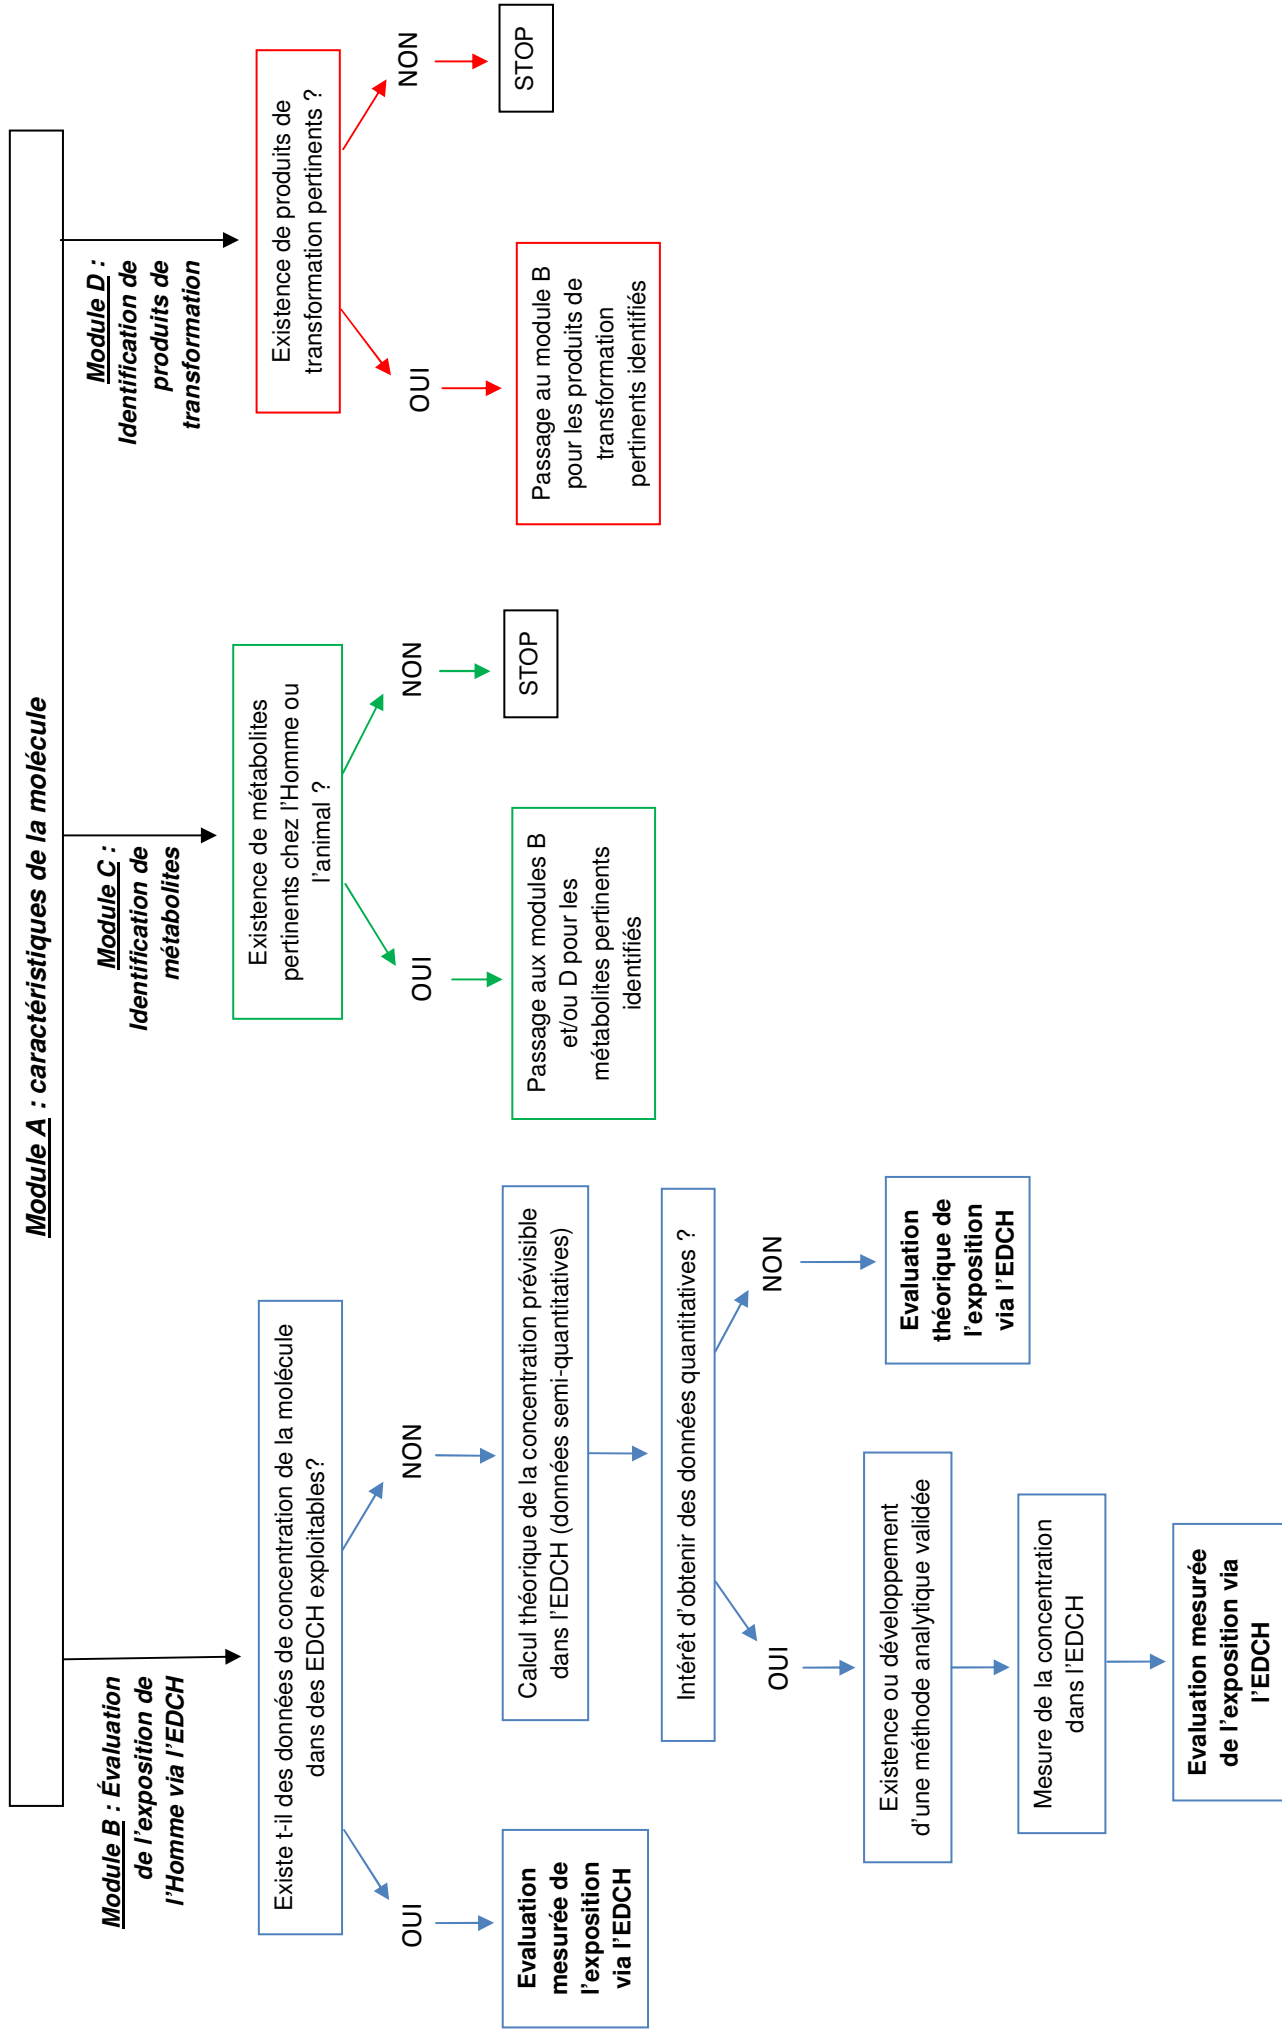 Module A : caractéristiques de la molécule
Module B : Évaluation
de l'exposition de
l'Homme via l'EDCH
Existe t-il des données de concentration de la molécule
dans des EDCH exploitables?
OUI
Evaluation
mesurée de
l'exposition
via l'EDCH
NON
Calcul théorique de la concentration prévisible
dans l'EDCH (données semi-quantitatives)
Intérêt d'obtenir des données quantitatives ?
OUI
Existence ou développement
d'une méthode analytique validée
Mesure de la concentration
dans l'EDCH
Evaluation mesurée
de l'exposition via
l'EDCH
NON
Evaluation
théorique de
l'exposition
via l'EDCH
Module C :
Identification de
métabolites
Existence de métabolites
pertinents chez l'Homme ou
l'animal ?
OUI
Passage aux modules B
et/ou D pour les
métabolites pertinents
identifiés
NON
STOP
Module D :
Identification de
produits de
transformation
Existence de produits de
transformation pertinents ?
OUI
Passage au module B
pour les produits de
transformation
pertinents identifiés
NON
STOP